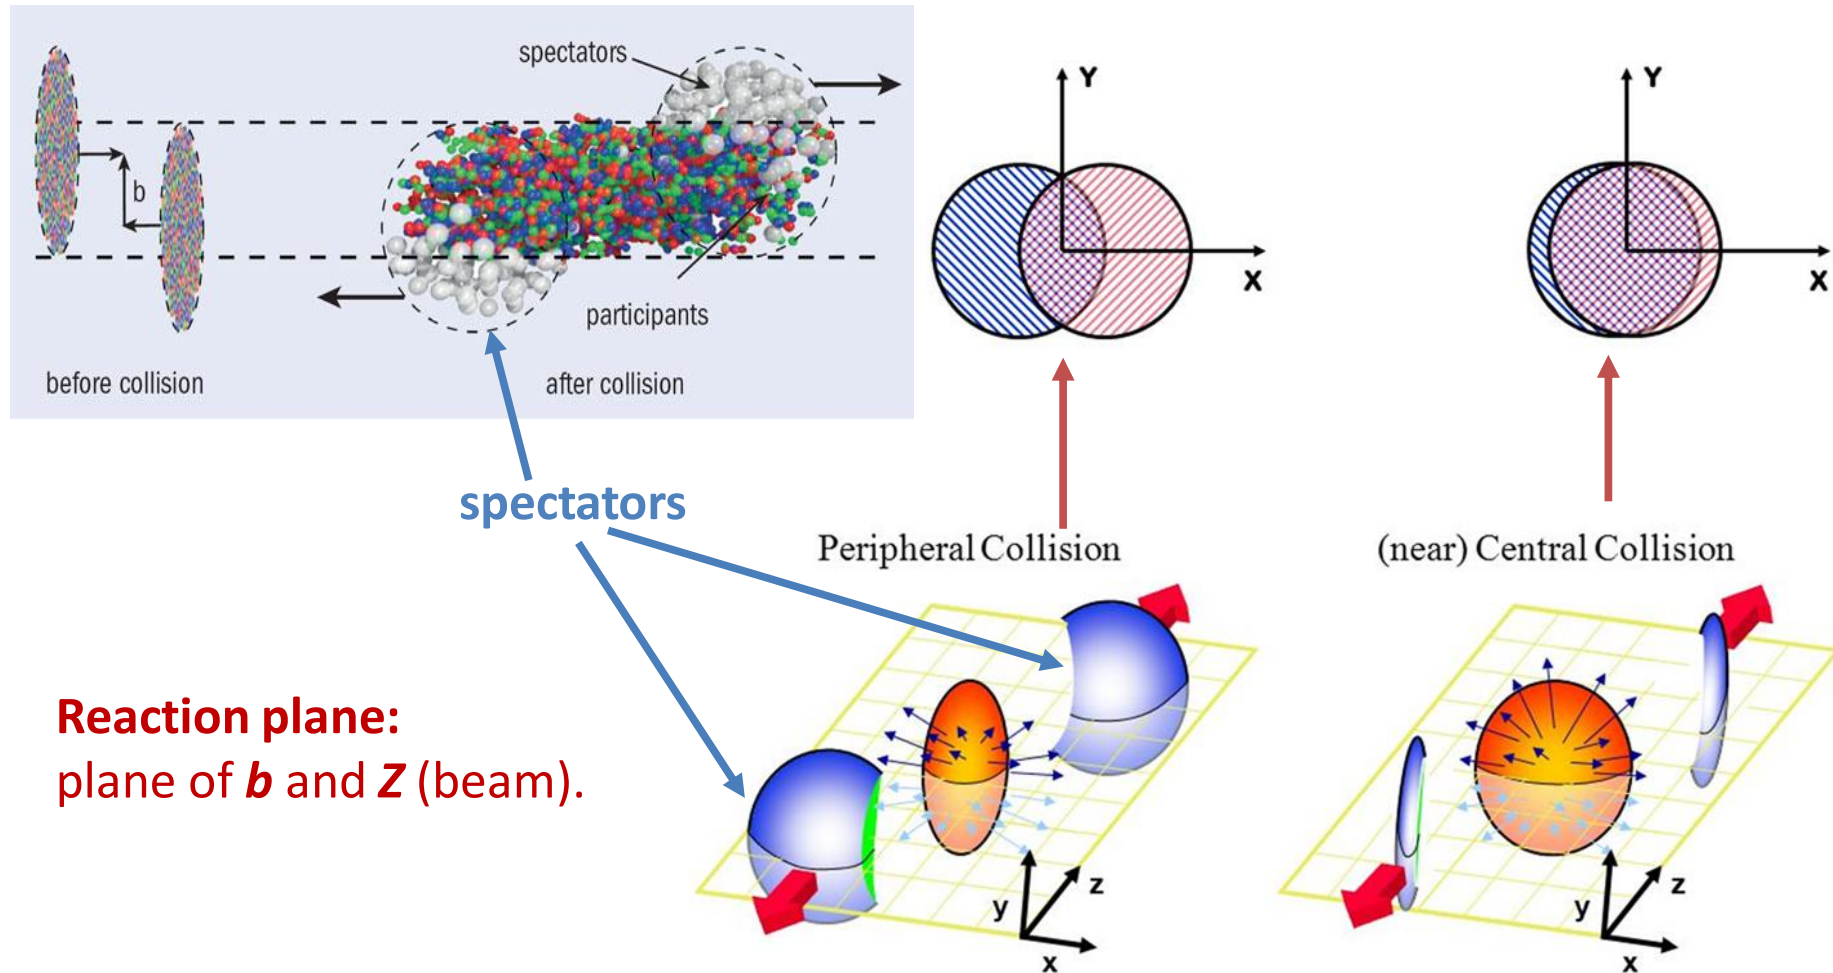 spectators
b
participants
before collision
after collision
Y
X
Y
X
spectators
Peripheral Collision
(near) Central Collision
Reaction plane:
plane of b and Z (beam).
z
y
x
z
y
x